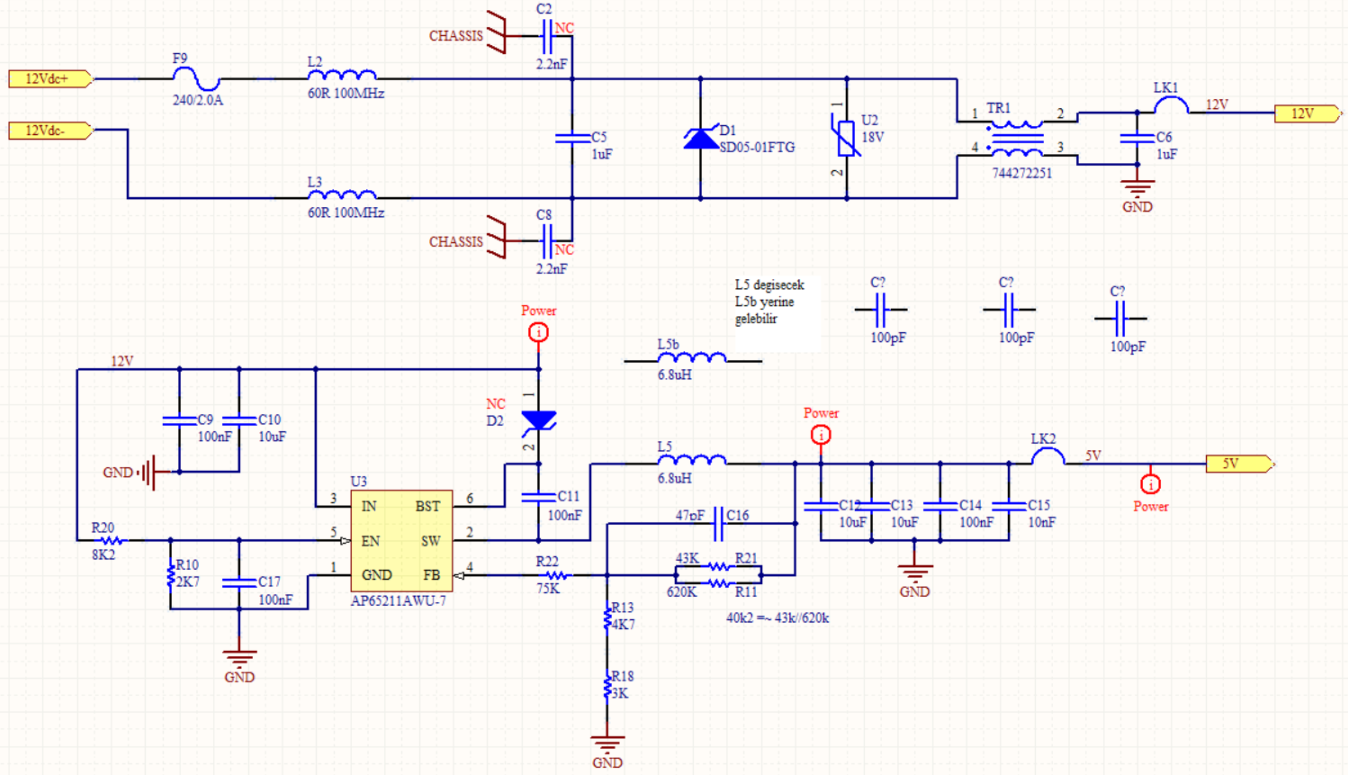 C2
CHASSIS
NC
2.2nF
F9
L2
12Vdc+
240/2.0A
60R 100MHz
LK1
12V
12V
TR1
1
2
4
3
744272251
C6
1uF
GND
1
U2
18V
2
D1
SD05-01FTG
C5
1uF
12Vdc-
L3
60R 100MHz
C8
CHASSIS
NC
2.2nF
L5 degisecek
L5b yerine
gelebilir
C?
100pF
C?
100pF
C?
100pF
Power
i
L5b
6.8uH
12V
C9
100nF
C10
10uF
GND
NC
D2
1
2
L5
6.8uH
Power
i
LK2
5V
5V
i
Power
U3
3
IN
BST
6
5
EN
SW
2
1
GND
FB
4
AP65211AWU-7
C11
100nF
R20
8K2
R10
2K7
C17
100nF
GND
47pF
C16
C12
10uF
C13
10uF
C14
100nF
C15
10nF
GND
R22
75K
43K
R21
620K
R11
40k2 =~ 43k//620k
R13
4K7
R18
3K
GND